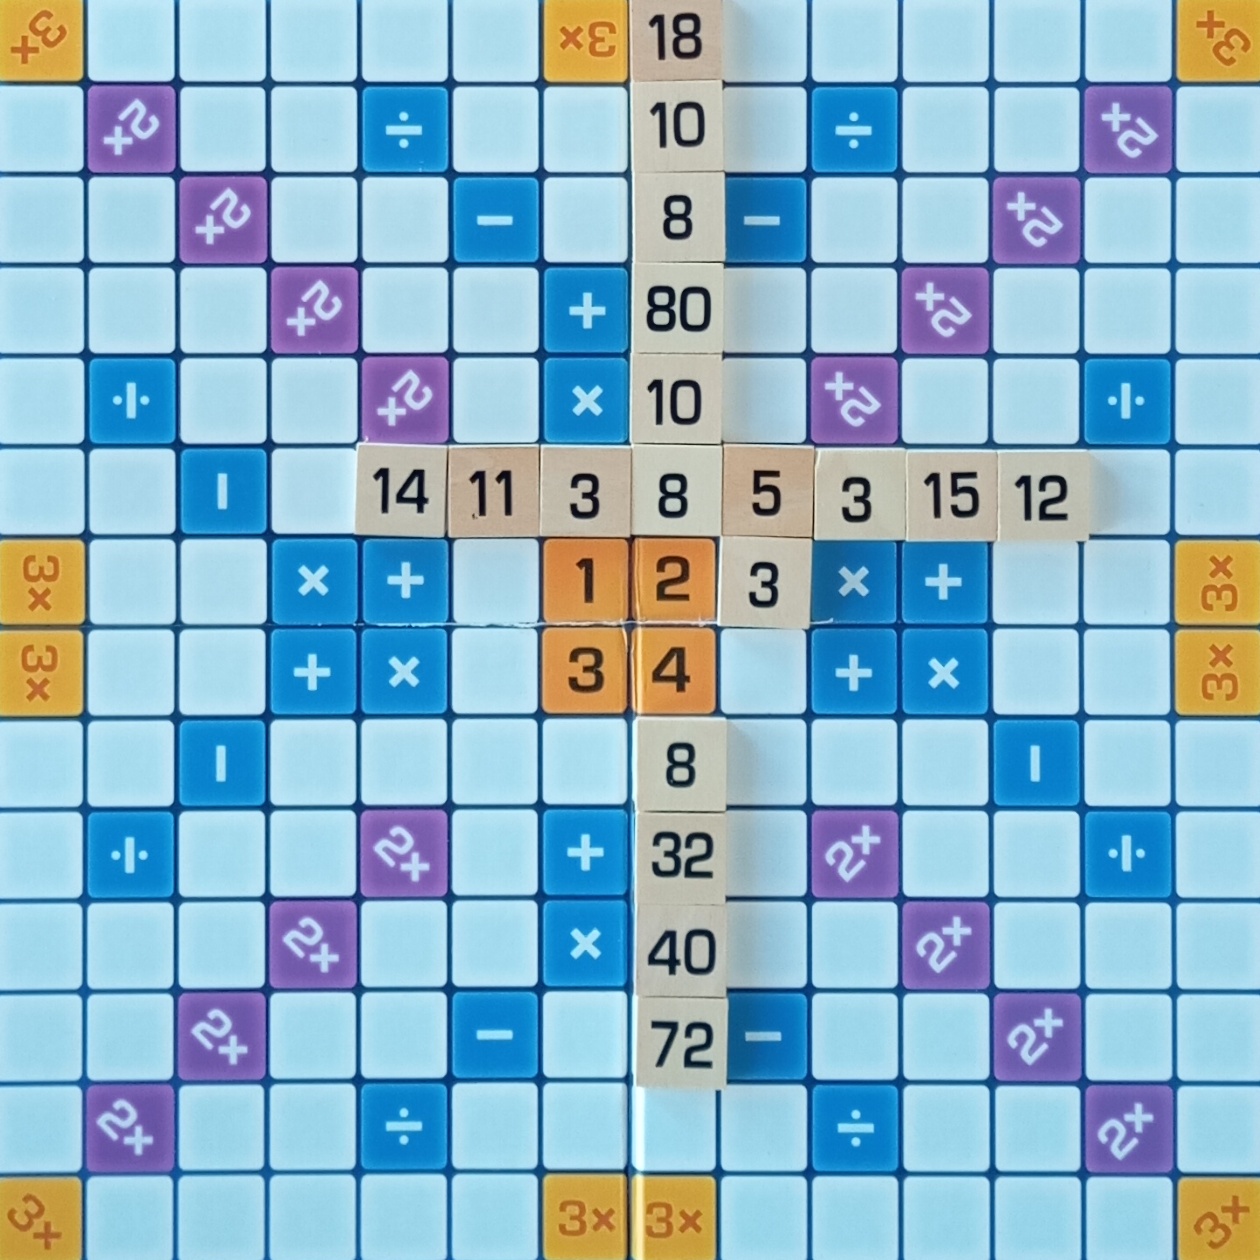 3× 3× 18 3×
2× ÷ 10 ÷ 2×
2× − 8 − 2×
2× + 80 2×
÷ 2× × 10 2× ÷
− 14 11 3 8 5 3 15 12
3× × + 1 2 3 × + 3×
3× + × 3 4 + × 3×
− 8 −
÷ 2× + 32 2× ÷
2× × 40 2×
2× − 72 − 2×
2× ÷ ÷ 2×
3× 3× 3× 3×